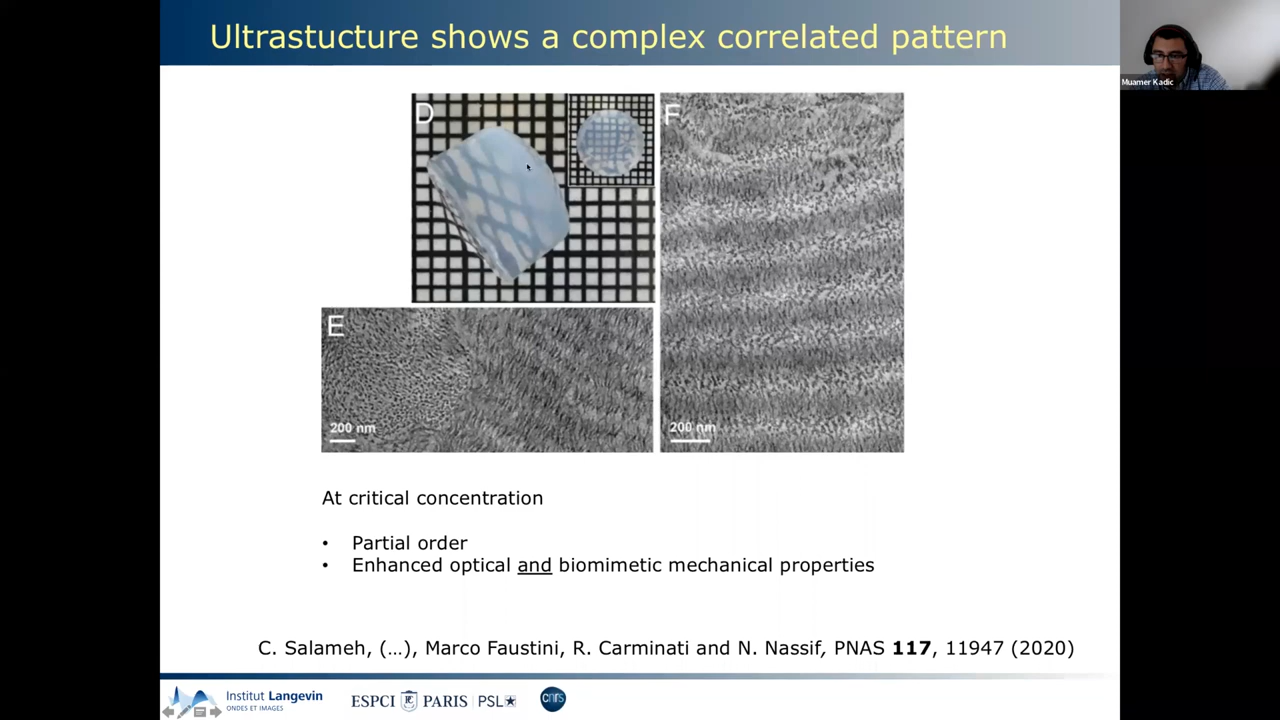 Ultrastucture shows a complex correlated pattern
Muamer Kadic
D
F
E
200 nm
200 nm
At critical concentration
• Partial order
• Enhanced optical and biomimetic mechanical properties
C. Salameh, (...), Marco Faustini, R. Carminati and N. Nassif, PNAS 117, 11947 (2020)
Institut Langevin
ONDES ET IMAGES
ESPCI PARIS PSL
cnrs